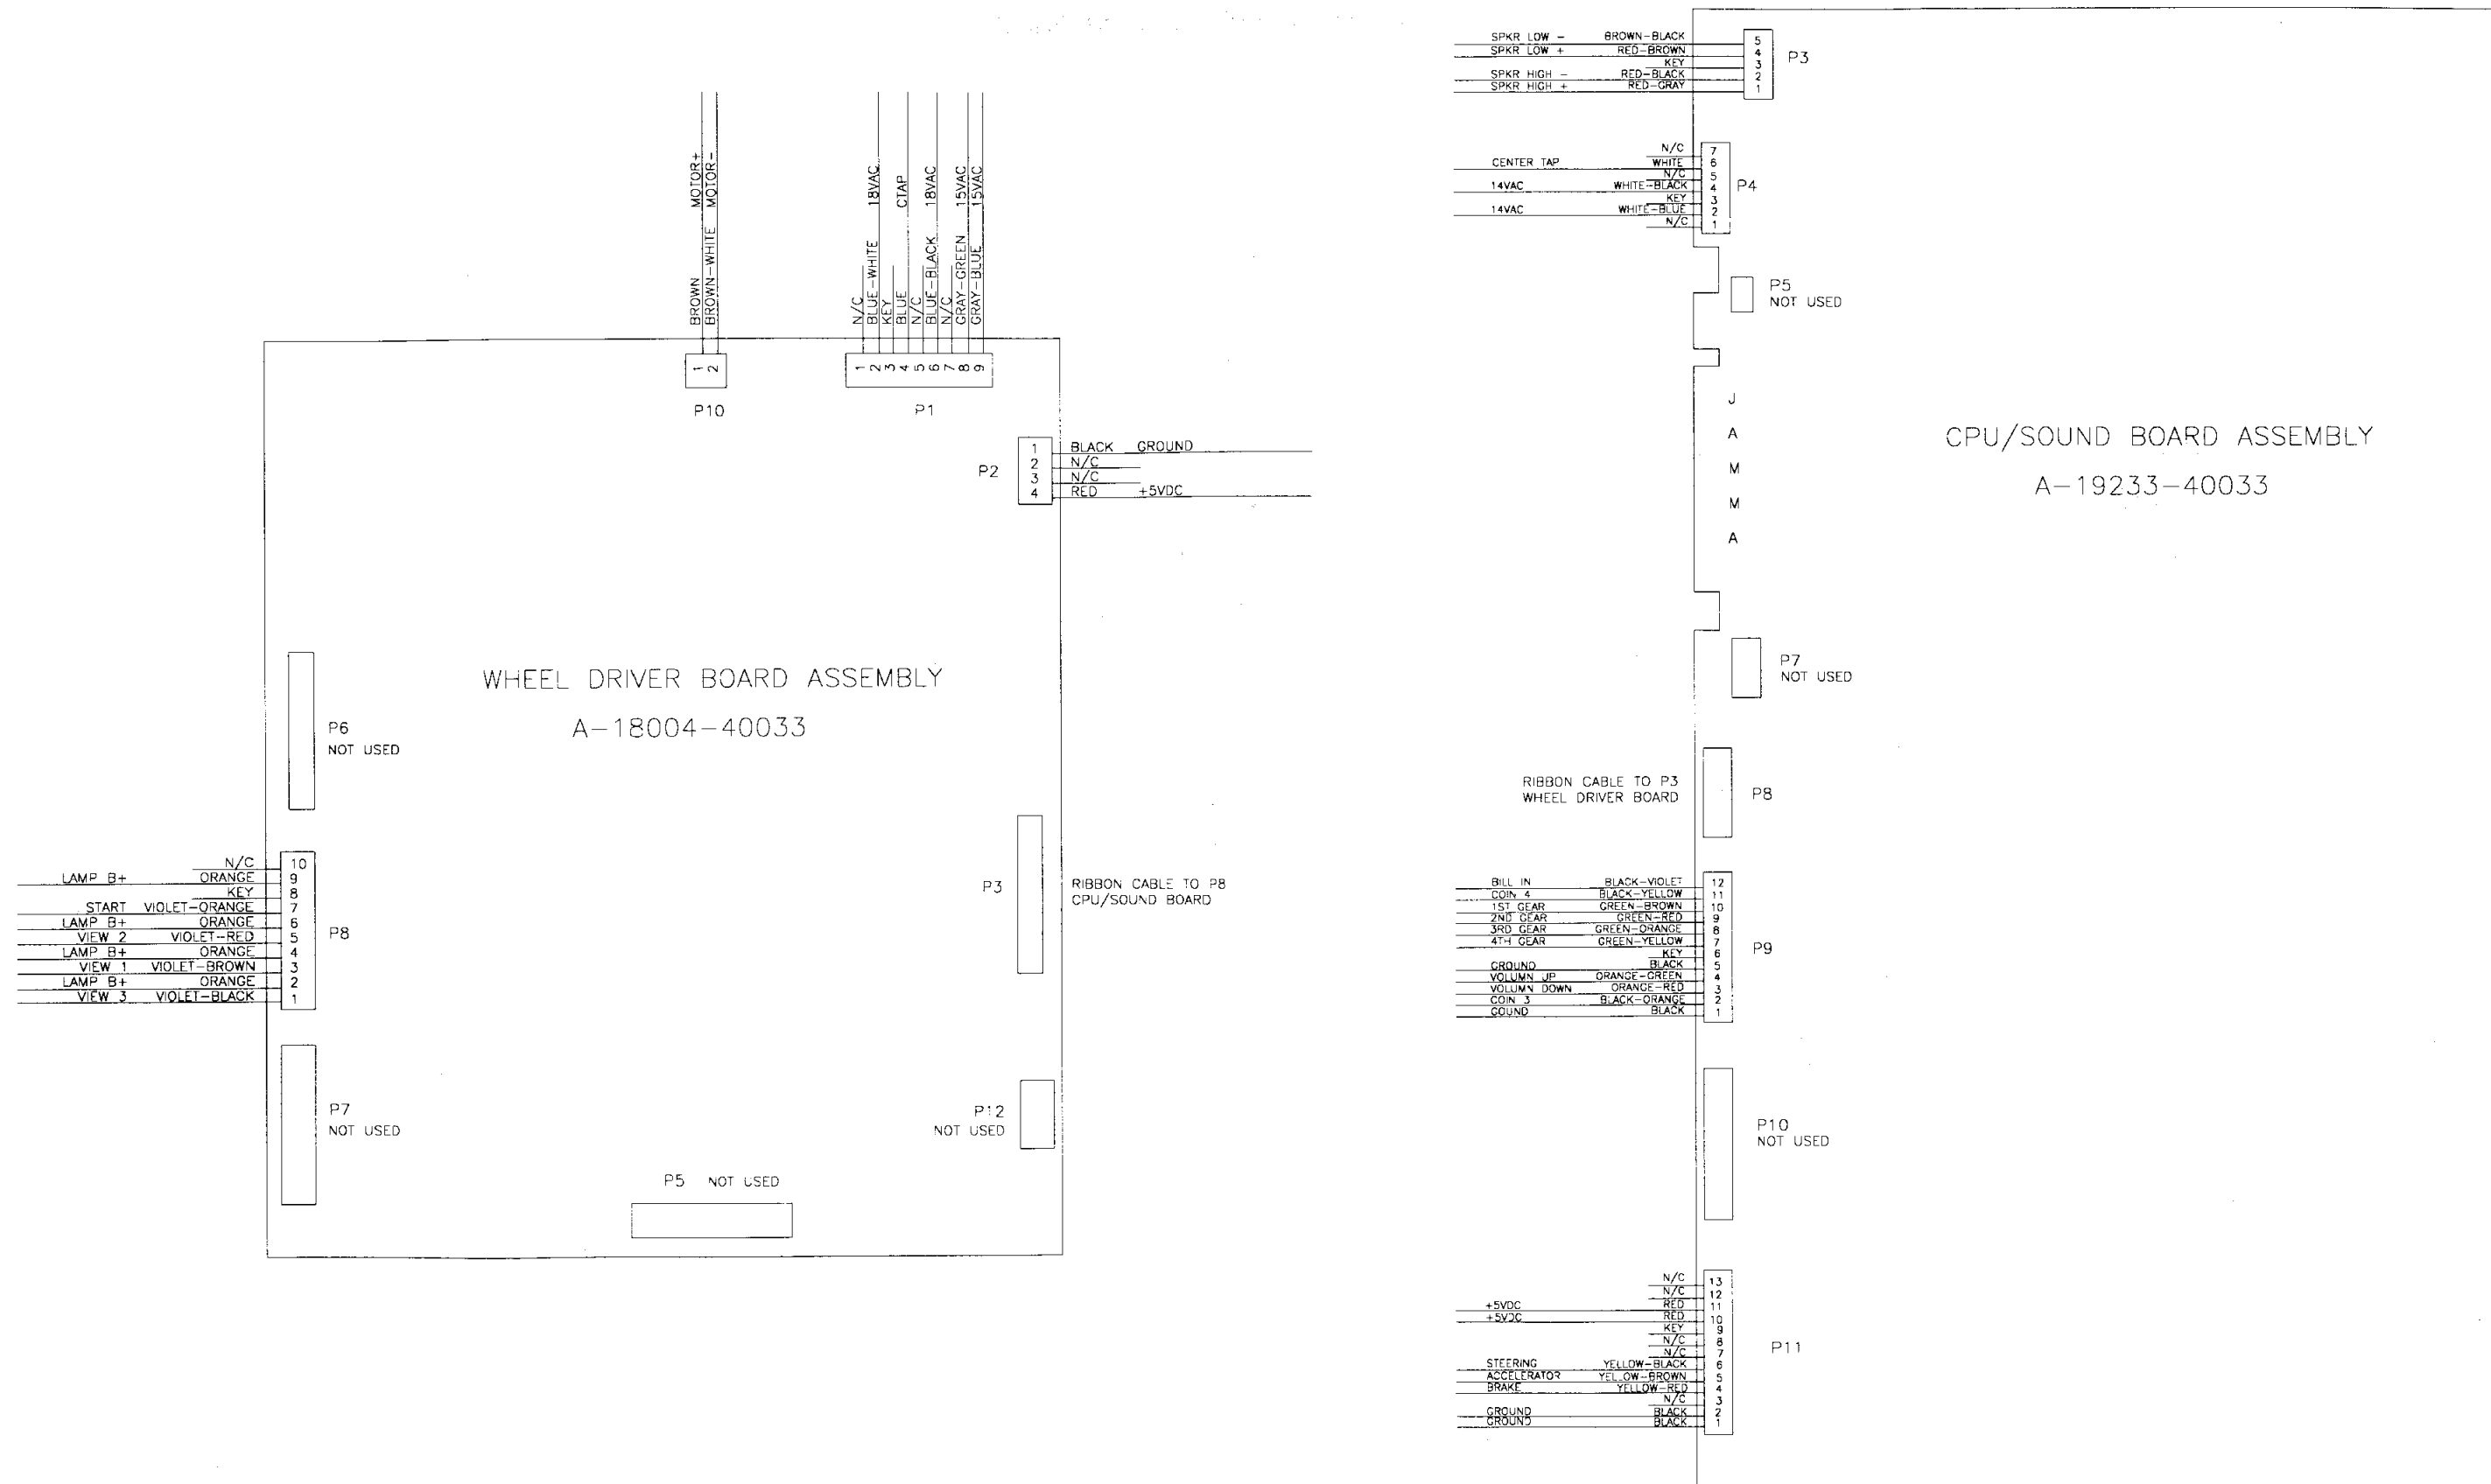 MOTOR+
MOTOR-
BROWN
BROWN-WHITE
18VAC
CTAP
18VAC
15VAC
15VAC
N/C
BLUE-WHITE
KEY
BLUE
N/C
BLUE-BLACK
N/C
GRAY-GREEN
GRAY-BLUE
1 2
P10
1 2 3 4 5 6 7 8 9
P1
P2
1 BLACK GROUND
2 N/C
3 N/C
4 RED +5VDC
WHEEL DRIVER BOARD ASSEMBLY
A-18004-40033
P6
NOT USED
N/C 10
LAMP B+ ORANGE 9
KEY 8
START VIOLET-ORANGE 7
LAMP B+ ORANGE 6
VIEW 2 VIOLET-RED 5
LAMP B+ ORANGE 4
VIEW 1 VIOLET-BROWN 3
LAMP B+ ORANGE 2
VIEW 3 VIOLET-BLACK 1
P8
P3
RIBBON CABLE TO P8
CPU/SOUND BOARD
P7
NOT USED
P12
NOT USED
P5 NOT USED
SPKR LOW - BROWN-BLACK 5
SPKR LOW + RED-BROWN 4
KEY 3
SPKR HIGH - RED-BLACK 2
SPKR HIGH + RED-GRAY 1
P3
N/C 7
CENTER TAP WHITE 6
N/C 5
14VAC WHITE-BLACK 4
KEY 3
14VAC WHITE-BLUE 2
N/C 1
P4
P5
NOT USED
J
A
M
M
A
CPU/SOUND BOARD ASSEMBLY
A-19233-40033
P7
NOT USED
RIBBON CABLE TO P3
WHEEL DRIVER BOARD
P8
BILL IN BLACK-VIOLET 12
COIN 4 BLACK-YELLOW 11
1ST GEAR GREEN-BROWN 10
2ND GEAR GREEN-RED 9
3RD GEAR GREEN-ORANGE 8
4TH GEAR GREEN-YELLOW 7
KEY 6
GROUND BLACK 5
VOLUMN UP ORANGE-GREEN 4
VOLUMN DOWN ORANGE-RED 3
COIN 3 BLACK-ORANGE 2
GOUND BLACK 1
P9
P10
NOT USED
N/C 13
N/C 12
+5VDC RED 11
+5VDC RED 10
KEY 9
N/C 8
N/C 7
STEERING YELLOW-BLACK 6
ACCELERATOR YELLOW-BROWN 5
BRAKE YELLOW-RED 4
N/C 3
GROUND BLACK 2
GROUND BLACK 1
P11